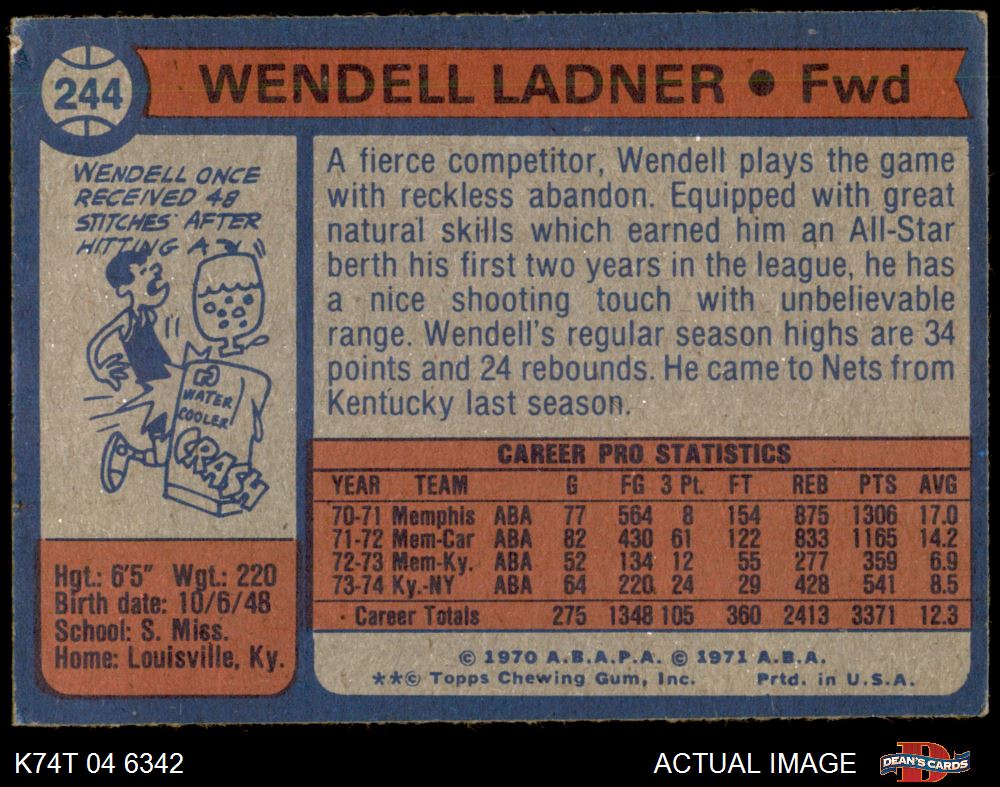 244
WENDELL LADNER • Fwd
WENDELL ONCE
RECEIVED 48
STITCHES AFTER
HITTING A
WATER
COOLER
CRASH
Hgt.: 6'5" Wgt.: 220
Birth date: 10/6/48
School: S. Miss.
Home: Louisville, Ky.
A fierce competitor, Wendell plays the game
with reckless abandon. Equipped with great
natural skills which earned him an All-Star
berth his first two years in the league, he has
a nice shooting touch with unbelievable
range. Wendell's regular season highs are 34
points and 24 rebounds. He came to Nets from
Kentucky last season.
CAREER PRO STATISTICS
YEAR TEAM G FG 3 Pt. FT REB PTS AVG
70-71 Memphis ABA 77 564 8 154 875 1306 17.0
71-72 Mem-Car ABA 82 430 61 122 833 1165 14.2
72-73 Mem-Ky. ABA 52 134 12 55 277 359 6.9
73-74 Ky.-NY ABA 64 220 24 29 428 541 8.5
Career Totals 275 1348 105 360 2413 3371 12.3
© 1970 A.B.A.P.A. © 1971 A.B.A.
**© Topps Chewing Gum, Inc. Prtd. in U.S.A.
K74T 04 6342 ACTUAL IMAGE DEAN'S CARDS